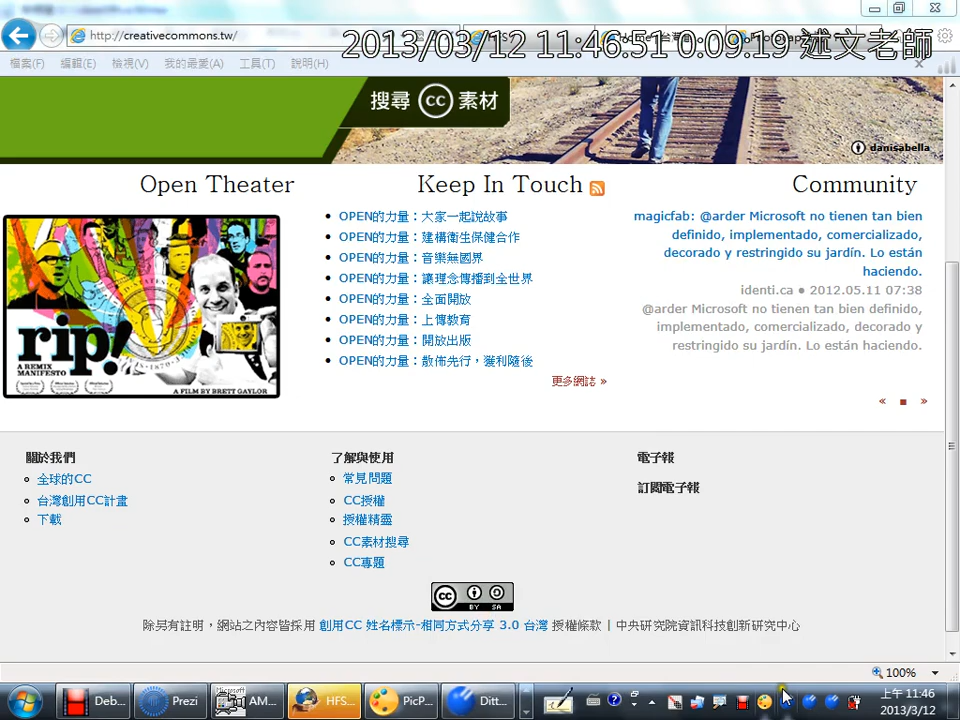 http://creativecommons.tw/
2013/03/12 11:46.51 0:09.19 述文老師
檔案(F) 編輯(E) 檢視(V) 我的最愛(A) 工具(T) 說明(H)
搜尋 CC 素材
danisabella
Open Theater
rip!
A REMIX
MANIFESTO
A FILM BY BRETT GAYLOR
Keep In Touch
OPEN的力量：大家一起說故事
OPEN的力量：建構衛生保健合作
OPEN的力量：音樂無國界
OPEN的力量：讓理念傳播到全世界
OPEN的力量：全面開放
OPEN的力量：上傳教育
OPEN的力量：開放出版
OPEN的力量：散佈先行，獲利隨後
更多網誌 »
Community
magicfab: @arder Microsoft no tienen tan bien
definido, implementado, comercializado,
decorado y restringido su jardín. Lo están
haciendo.
identi.ca ● 2012.05.11 07:38
@arder Microsoft no tienen tan bien definido,
implementado, comercializado, decorado y
restringido su jardín. Lo están haciendo.
« ■ »
關於我們
全球的CC
台灣創用CC計畫
下載
了解與使用
常見問題
CC授權
授權精靈
CC素材搜尋
CC專題
電子報
訂閱電子報
CC BY SA
除另有註明，網站之內容皆採用 創用CC 姓名標示-相同方式分享 3.0 台灣 授權條款 | 中央研究院資訊科技創新研究中心
100%
Deb... Prezi AM... HFS... PicP... Ditt...
上午 11:46
2013/3/12